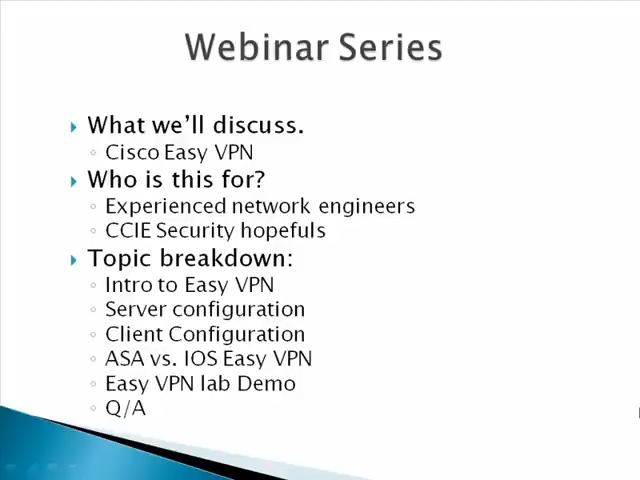 Webinar Series
What we'll discuss.
Cisco Easy VPN
Who is this for?
Experienced network engineers
CCIE Security hopefuls
Topic breakdown:
Intro to Easy VPN
Server configuration
Client Configuration
ASA vs. IOS Easy VPN
Easy VPN lab Demo
Q/A